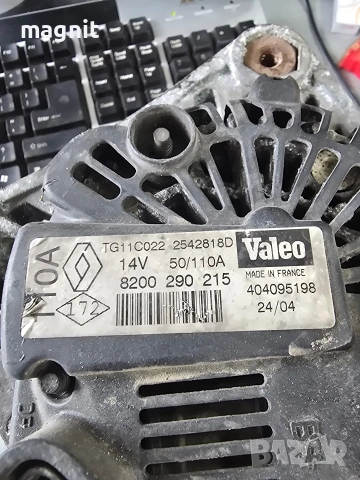 magnit
TG11C022 2542818D
Valeo
14V 50/110A
MADE IN FRANCE
8200 290 215
404095198
24/04
110A
172
bazar